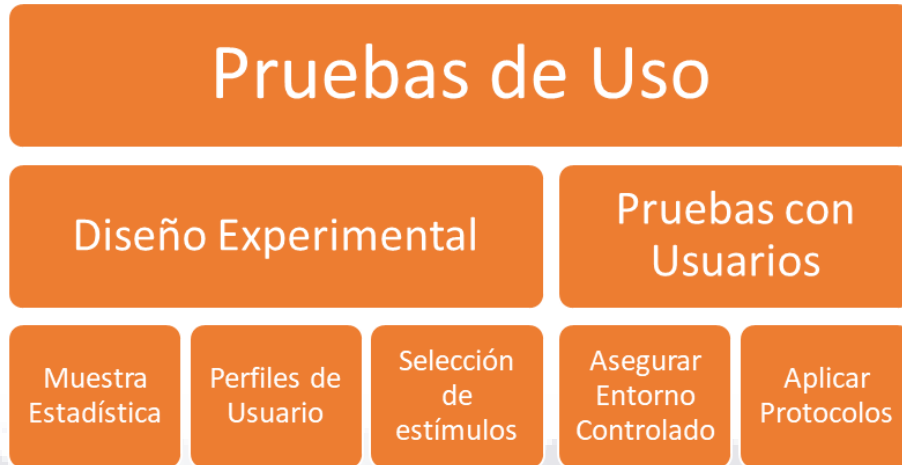 Pruebas de Uso
Diseño Experimental
Pruebas con
Usuarios
Muestra
Estadística
Perfiles de
Usuario
Selección
de
estímulos
Asegurar
Entorno
Controlado
Aplicar
Protocolos